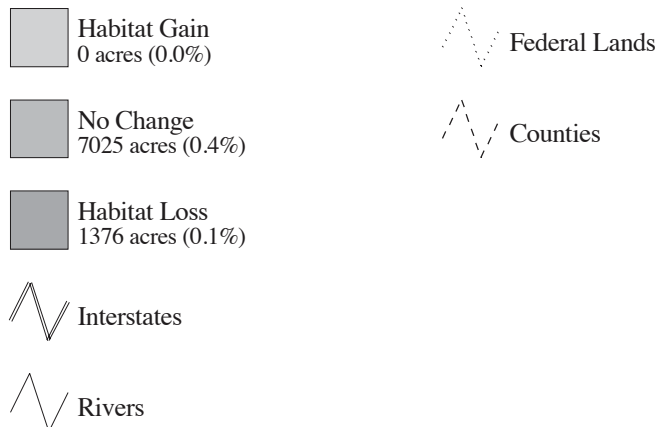 Habitat Gain
0 acres (0.0%)
No Change
7025 acres (0.4%)
Habitat Loss
1376 acres (0.1%)
Interstates
Rivers
Federal Lands
Counties